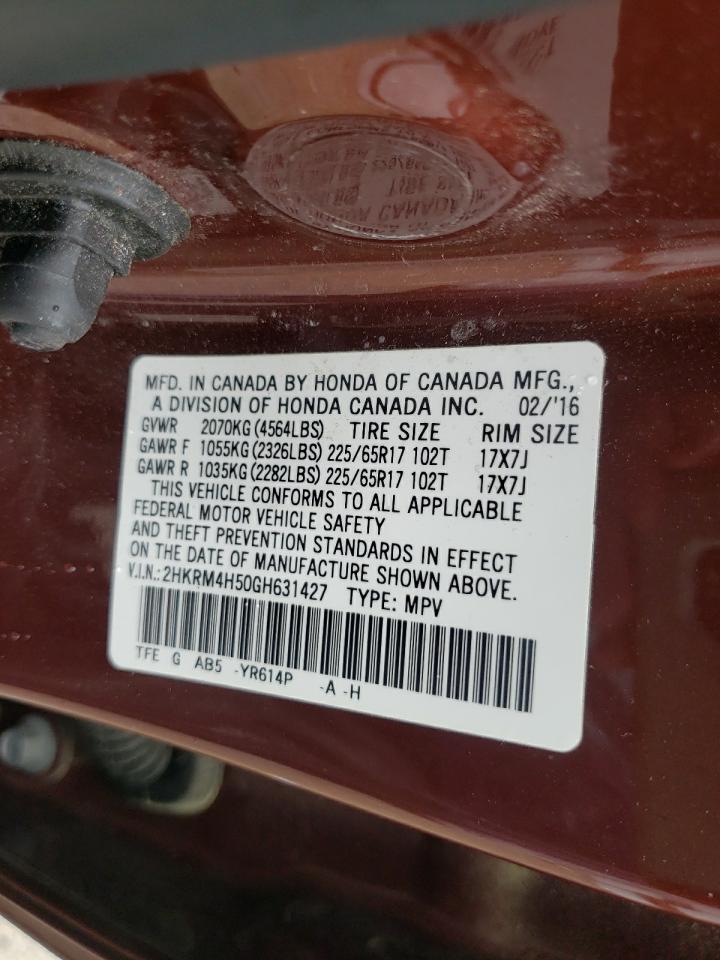 MFD. IN CANADA BY HONDA OF CANADA MFG.,
A DIVISION OF HONDA CANADA INC. 02/'16
GVWR 2070KG (4564LBS) TIRE SIZE RIM SIZE
GAWR F 1055KG (2326LBS) 225/65R17 102T 17X7J
GAWR R 1035KG (2282LBS) 225/65R17 102T 17X7J
THIS VEHICLE CONFORMS TO ALL APPLICABLE
FEDERAL MOTOR VEHICLE SAFETY
AND THEFT PREVENTION STANDARDS IN EFFECT
ON THE DATE OF MANUFACTURE SHOWN ABOVE.
V.I.N.: 2HKRM4H50GH631427 TYPE: MPV
TFE G AB5 -YR614P -A -H